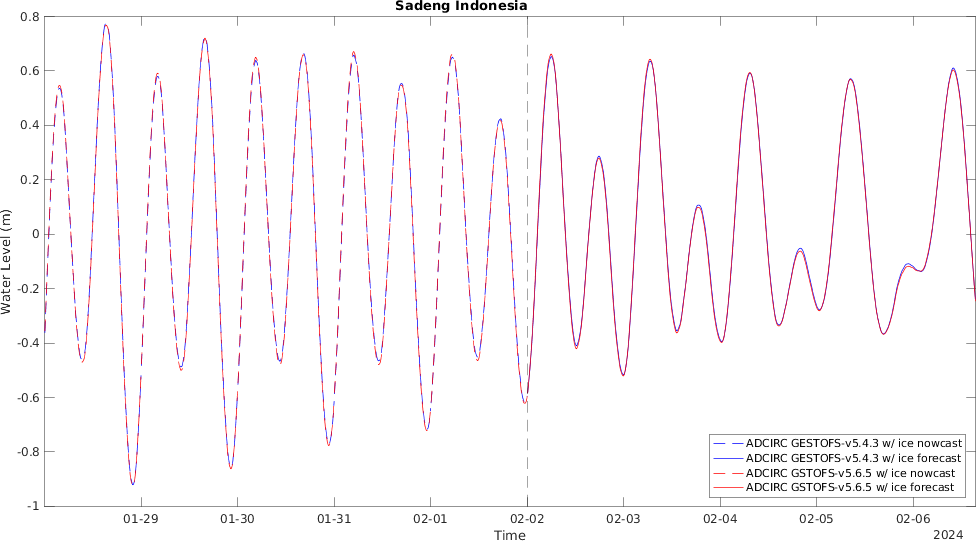 Sadeng Indonesia
0.8
0.6
0.4
0.2
0
-0.2
-0.4
-0.6
-0.8
-1
Water Level (m)
01-29 01-30 01-31 02-01 02-02 02-03 02-04 02-05 02-06
Time
2024
ADCIRC GESTOFS-v5.4.3 w/ ice nowcast
ADCIRC GESTOFS-v5.4.3 w/ ice forecast
ADCIRC GSTOFS-v5.6.5 w/ ice nowcast
ADCIRC GSTOFS-v5.6.5 w/ ice forecast